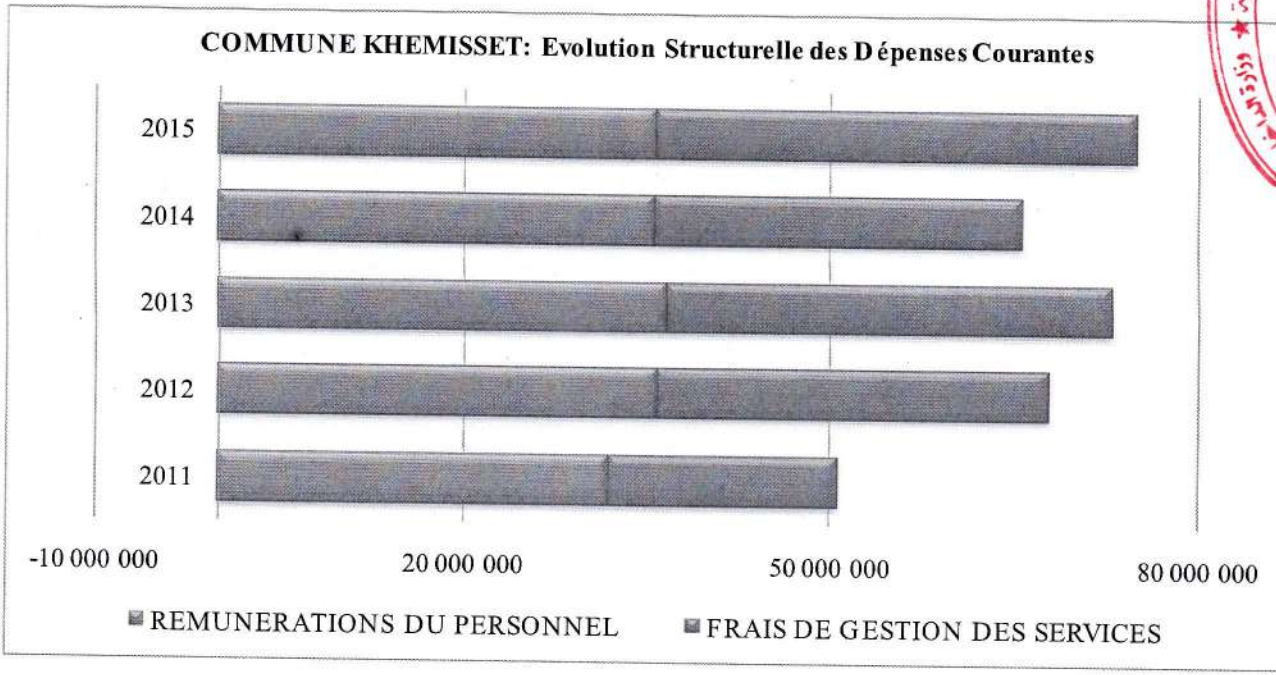 COMMUNE KHEMISSET: Evolution Structurelle des Dépenses Courantes
2015
2014
2013
2012
2011
-10 000 000 20 000 000 50 000 000 80 000 000
REMUNERATIONS DU PERSONNEL FRAIS DE GESTION DES SERVICES